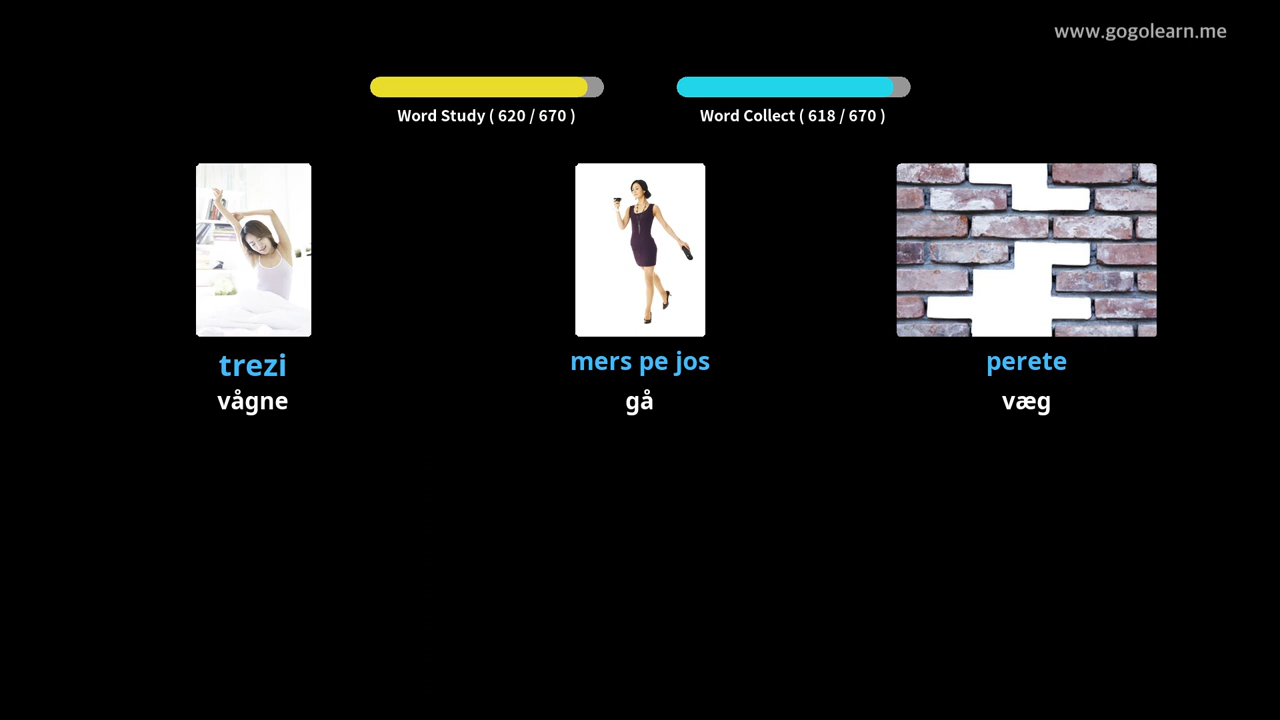 www.gogolearn.me
Word Study ( 620 / 670 )
Word Collect ( 618 / 670 )
trezi
vågne
mers pe jos
gå
perete
væg